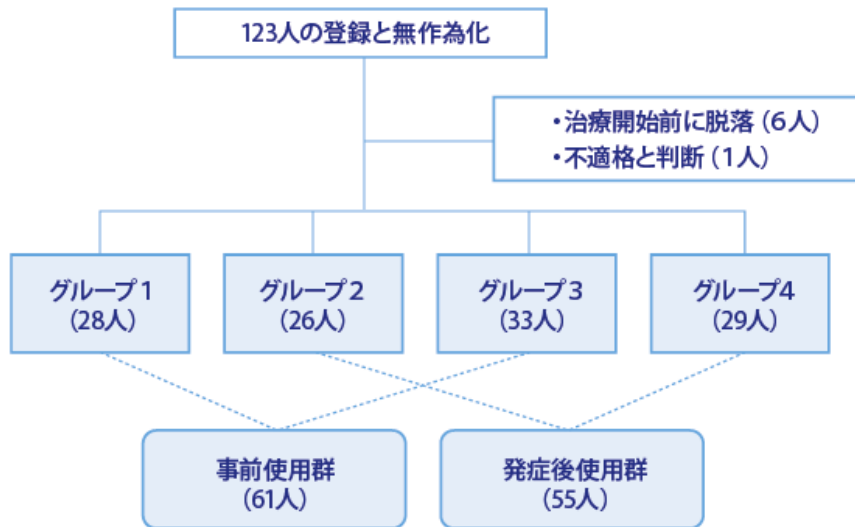 123人の登録と無作為化
・治療開始前に脱落（6人）
・不適格と判断（1人）
グループ1
(28人)
グループ2
(26人)
グループ3
(33人)
グループ4
(29人)
事前使用群
(61人)
発症後使用群
(55人)